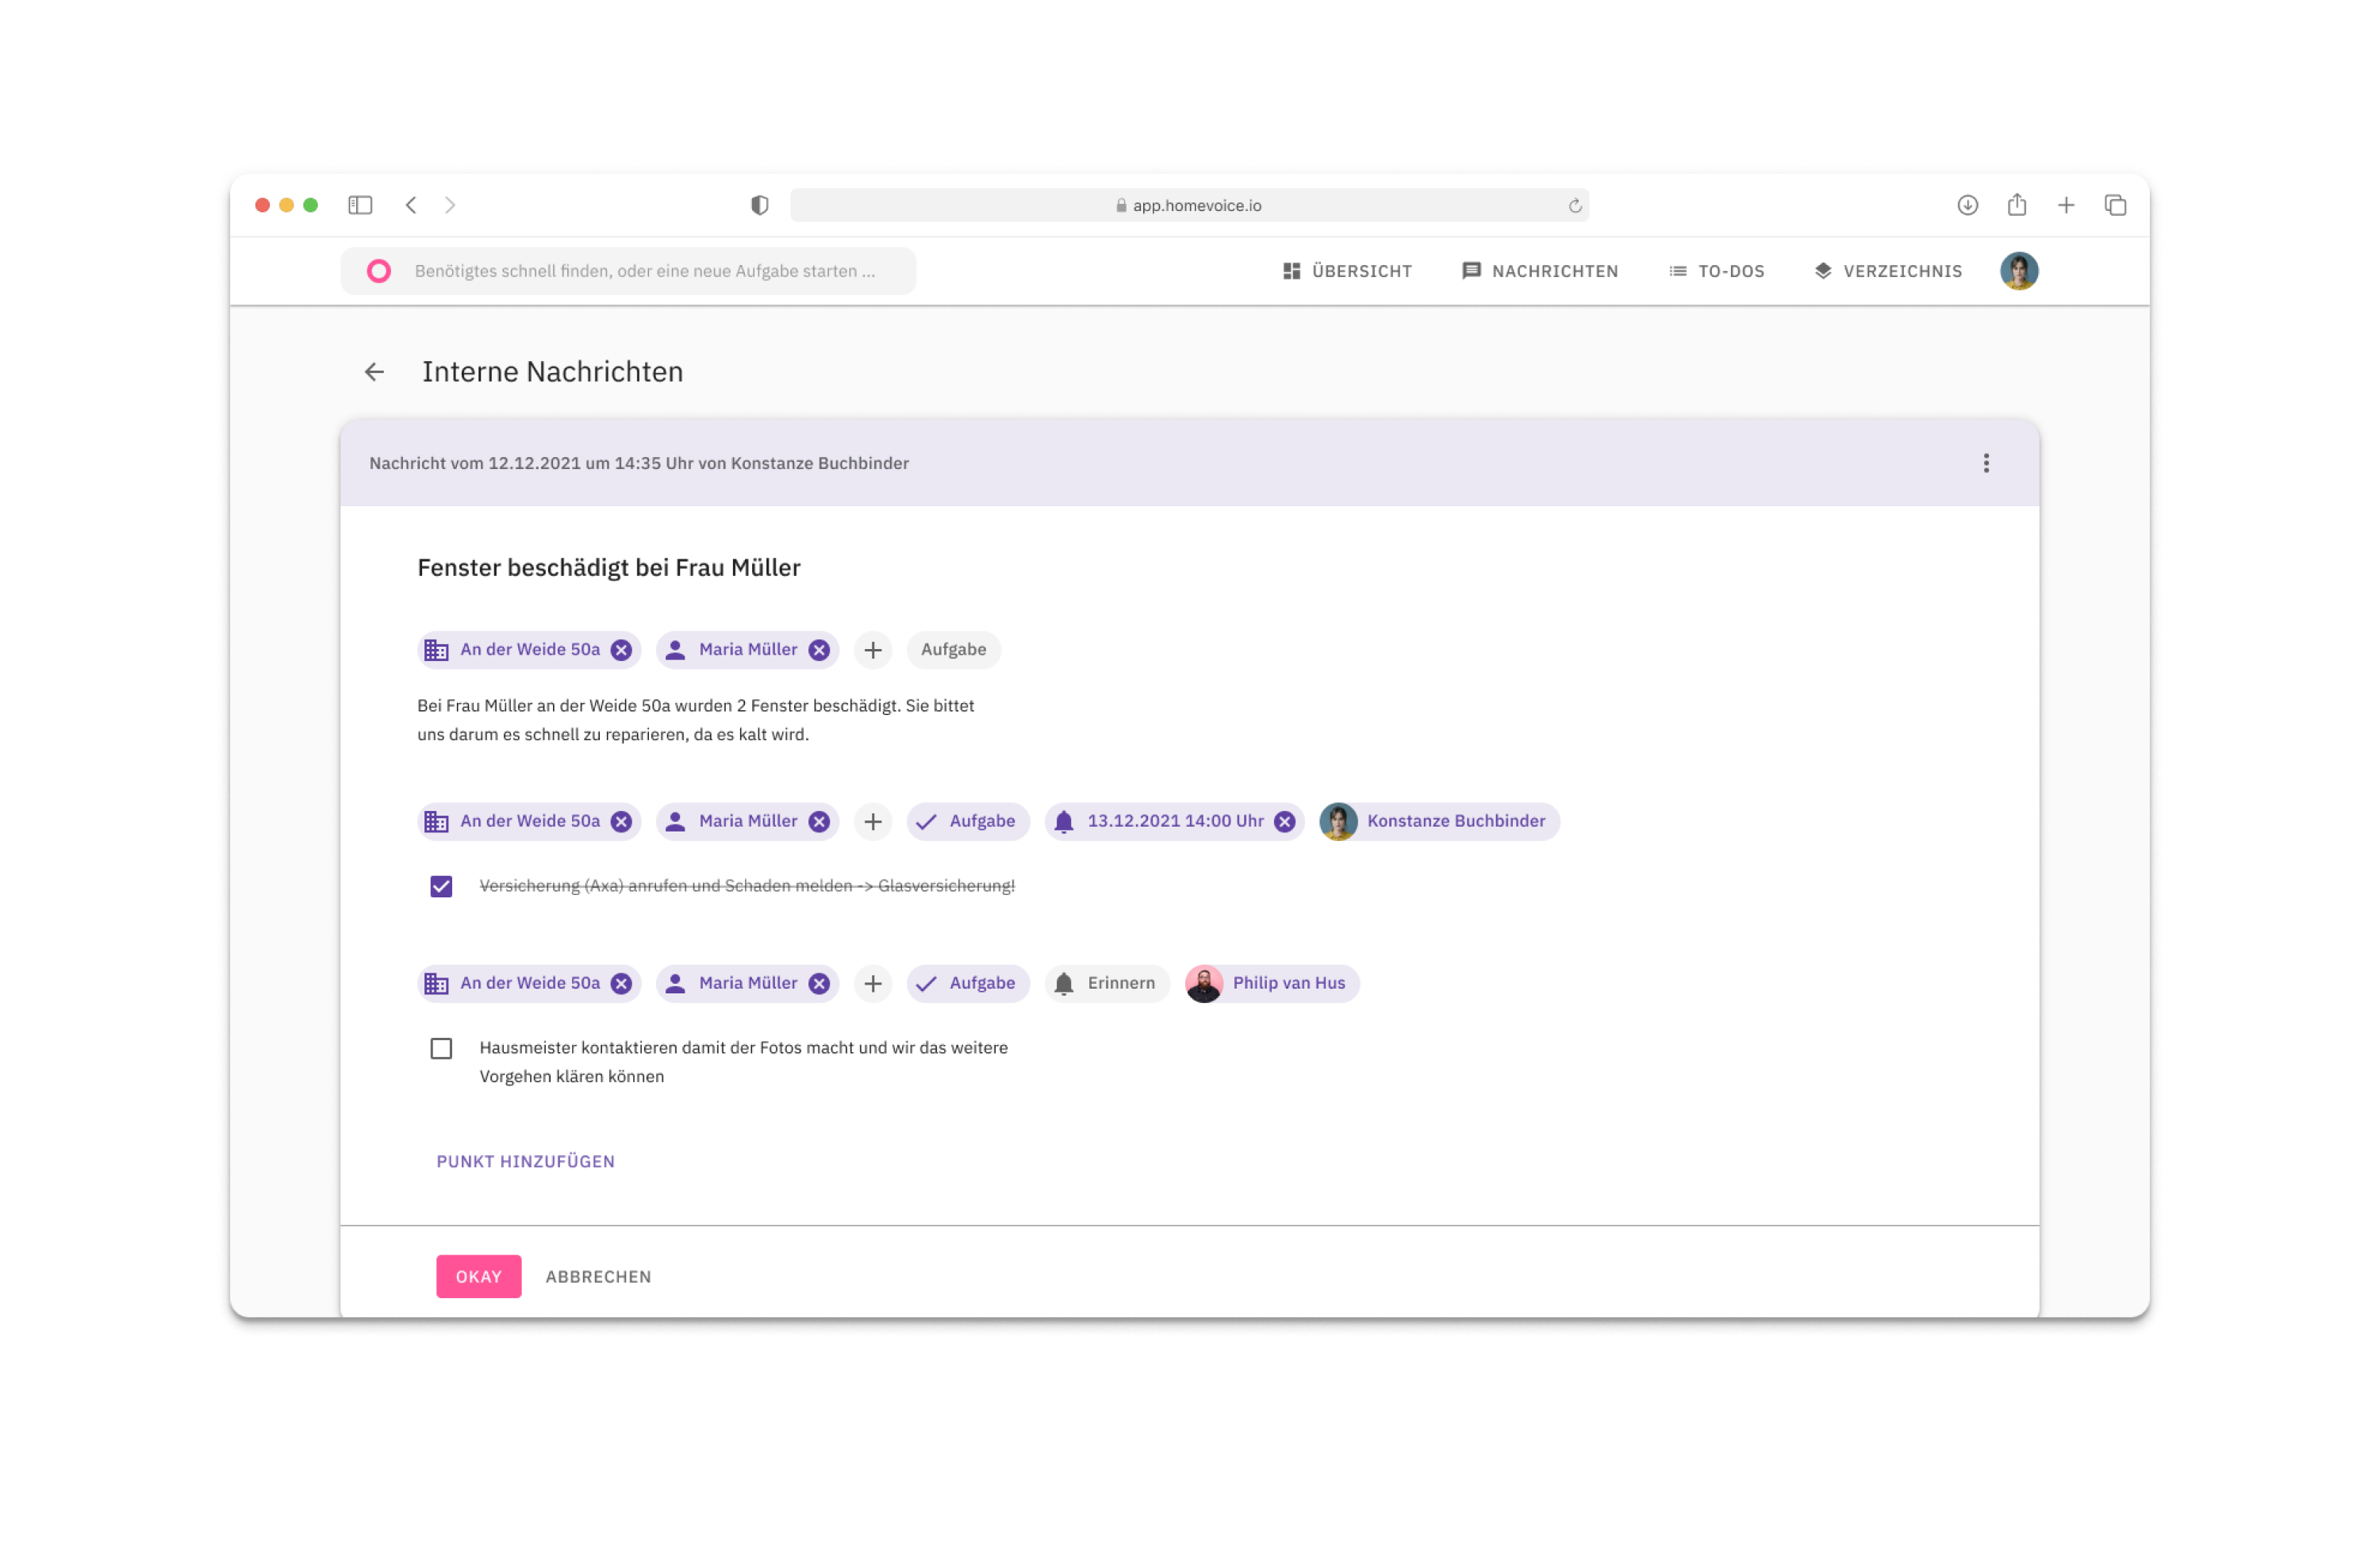 app.homevoice.io
Benötigtes schnell finden, oder eine neue Aufgabe starten ...
ÜBERSICHT
NACHRICHTEN
TO-DOS
VERZEICHNIS
Interne Nachrichten
Nachricht vom 12.12.2021 um 14:35 Uhr von Konstanze Buchbinder
Fenster beschädigt bei Frau Müller
An der Weide 50a
Maria Müller
Aufgabe
Bei Frau Müller an der Weide 50a wurden 2 Fenster beschädigt. Sie bittet
uns darum es schnell zu reparieren, da es kalt wird.
An der Weide 50a
Maria Müller
Aufgabe
13.12.2021 14:00 Uhr
Konstanze Buchbinder
Versicherung (Axa) anrufen und Schaden melden -> Glasversicherung!
An der Weide 50a
Maria Müller
Aufgabe
Erinnern
Philip van Hus
Hausmeister kontaktieren damit der Fotos macht und wir das weitere
Vorgehen klären können
PUNKT HINZUFÜGEN
OKAY
ABBRECHEN